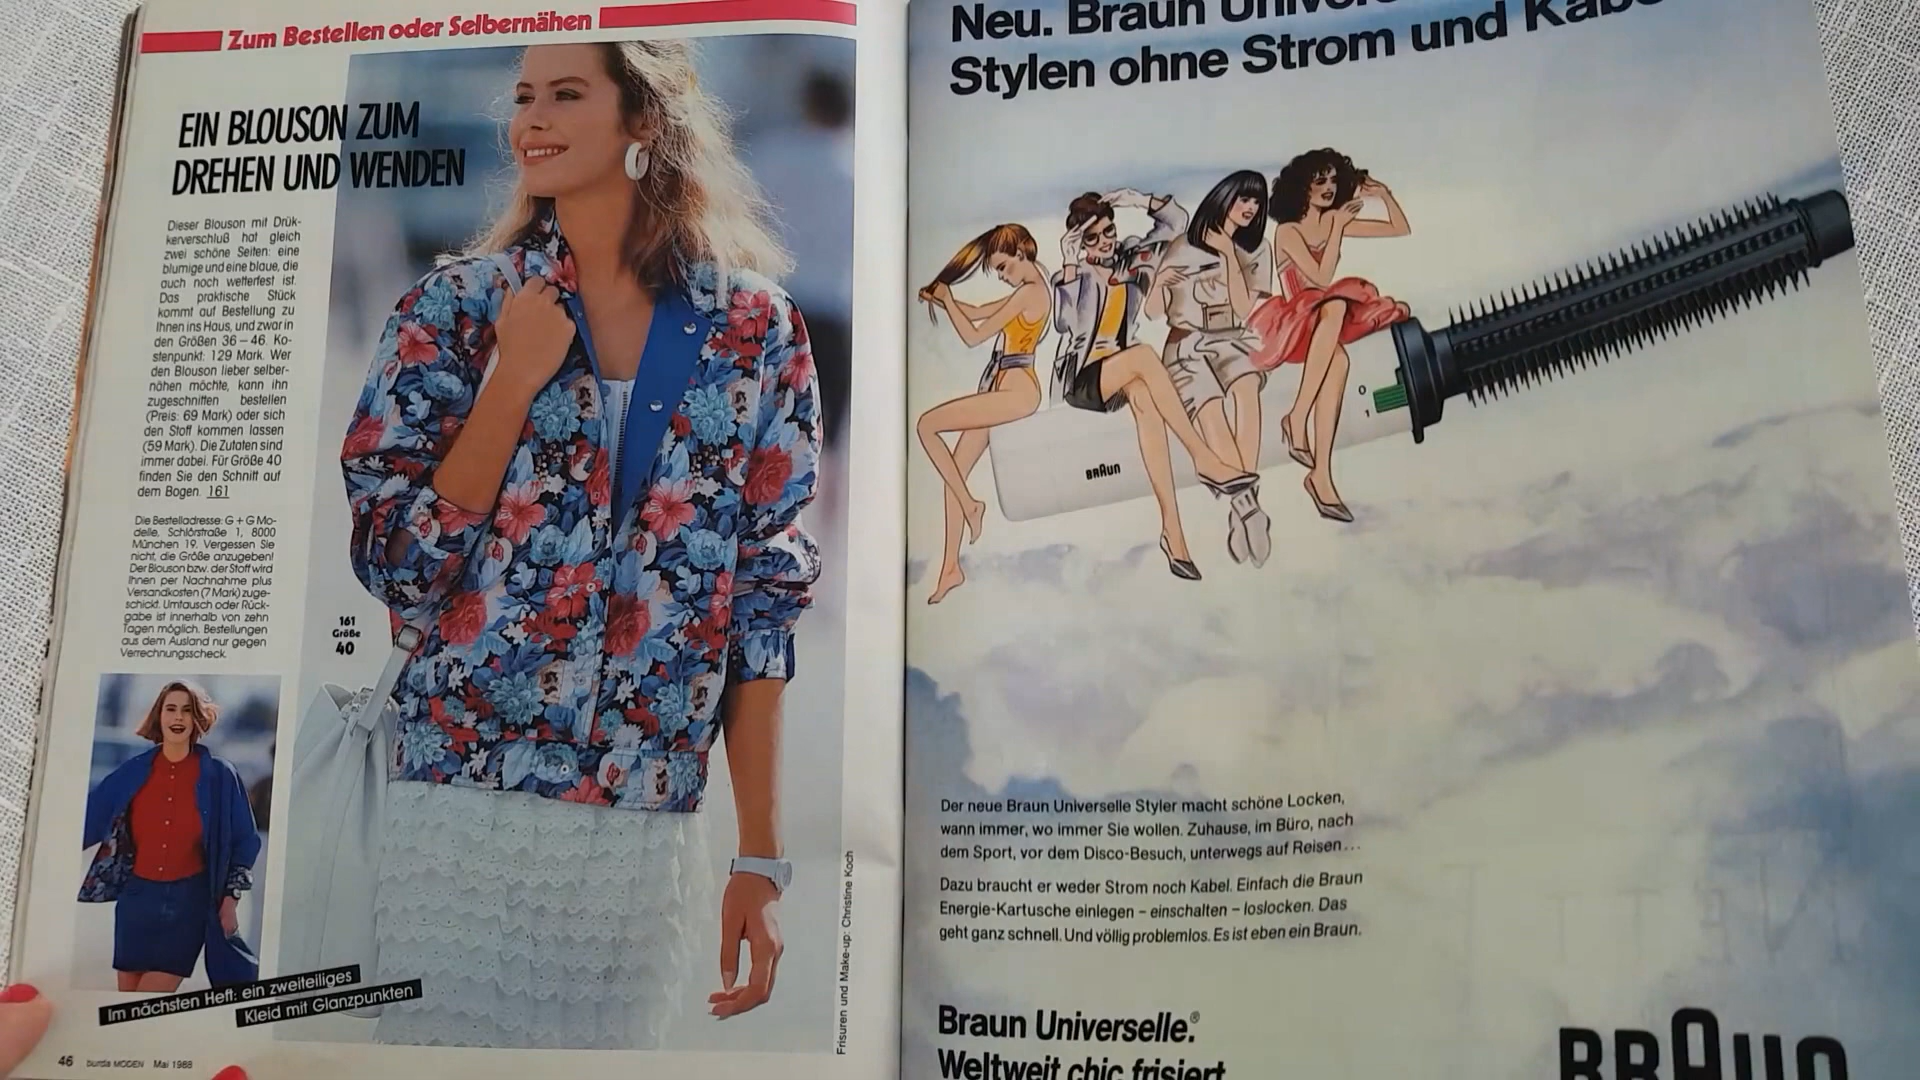 Zum Bestellen oder Selbernähen
EIN BLOUSON ZUM
DREHEN UND WENDEN
Dieser Blouson mit Drük-
kerverschluß hat gleich
zwei schöne Seiten: eine
blumige und eine blaue, die
auch noch wetterfest ist.
Das praktische Stück
kommt auf Bestellung zu
Ihnen ins Haus, und zwar in
den Größen 36 – 46. Ko-
stenpunkt: 129 Mark. Wer
den Blouson lieber selber-
nähen möchte, kann ihn
zugeschnitten bestellen
(Preis: 69 Mark) oder sich
den Stoff kommen lassen
(59 Mark). Die Zutaten sind
immer dabei. Für Größe 40
finden Sie den Schnitt auf
dem Bogen. 161
Die Bestelladresse: G + G Mo-
delle, Schlörstraße 1, 8000
München 19. Vergessen Sie
nicht, die Größe anzugeben!
Der Blouson bzw. der Stoff wird
Ihnen per Nachnahme plus
Versandkosten (7 Mark) zuge-
schickt. Umtausch oder Rück-
gabe ist innerhalb von zehn
Tagen möglich. Bestellungen
aus dem Ausland nur gegen
Verrechnungsscheck.
161
Größe
40
Im nächsten Heft: ein zweiteiliges
Kleid mit Glanzpunkten
Frisuren und Make-up: Christine Koch
46 burda MODEN Mai 1988
Neu. Braun
Stylen ohne Strom und
0
1
BRAUN
Der neue Braun Universelle Styler macht schöne Locken,
wann immer, wo immer Sie wollen. Zuhause, im Büro, nach
dem Sport, vor dem Disco-Besuch, unterwegs auf Reisen...
Dazu braucht er weder Strom noch Kabel. Einfach die Braun
Energie-Kartusche einlegen – einschalten – loslocken. Das
geht ganz schnell. Und völlig problemlos. Es ist eben ein Braun.
Braun Universelle.®
Weltweit chic frisiert
BRAUN